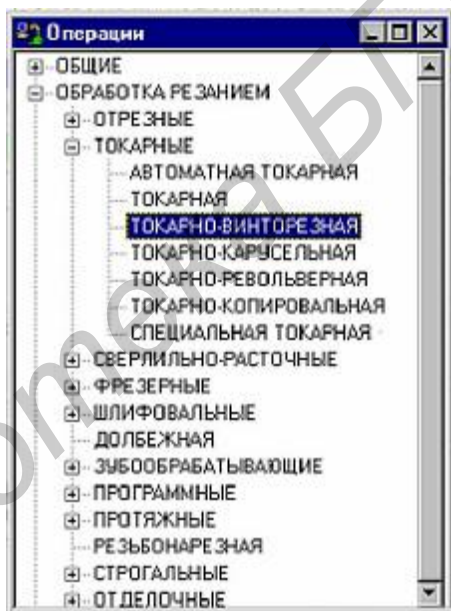 Операции
ОБЩИЕ
ОБРАБОТКА РЕЗАНИЕМ
ОТРЕЗНЫЕ
ТОКАРНЫЕ
АВТОМАТНАЯ ТОКАРНАЯ
ТОКАРНАЯ
ТОКАРНО-ВИНТОРЕЗНАЯ
ТОКАРНО-КАРУСЕЛЬНАЯ
ТОКАРНО-РЕВОЛЬВЕРНАЯ
ТОКАРНО-КОПИРОВАЛЬНАЯ
СПЕЦИАЛЬНАЯ ТОКАРНАЯ
СВЕРЛИЛЬНО-РАСТОЧНЫЕ
ФРЕЗЕРНЫЕ
ШЛИФОВАЛЬНЫЕ
ДОЛБЕЖНАЯ
ЗУБООБРАБАТЫВАЮЩИЕ
ПРОГРАММНЫЕ
ПРОТЯЖНЫЕ
РЕЗЬБОНАРЕЗНАЯ
СТРОГАЛЬНЫЕ
ОТДЕЛОЧНЫЕ